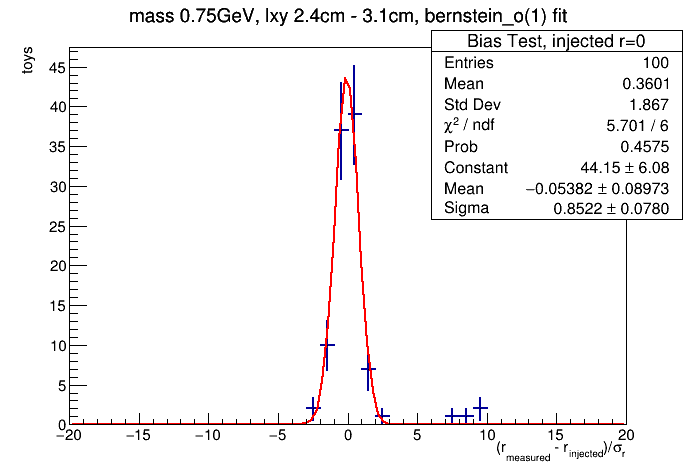 mass 0.75GeV, lxy 2.4cm - 3.1cm, bernstein_o(1) fit
Bias Test, injected r=0
Entries 100
Mean 0.3601
Std Dev 1.867
χ² / ndf 5.701 / 6
Prob 0.4575
Constant 44.15 ± 6.08
Mean −0.05382 ± 0.08973
Sigma 0.8522 ± 0.0780
toys
45
40
35
30
25
20
15
10
5
0
−20 −15 −10 −5 0 5 10 15 20
(r_measured - r_injected)/σ_r